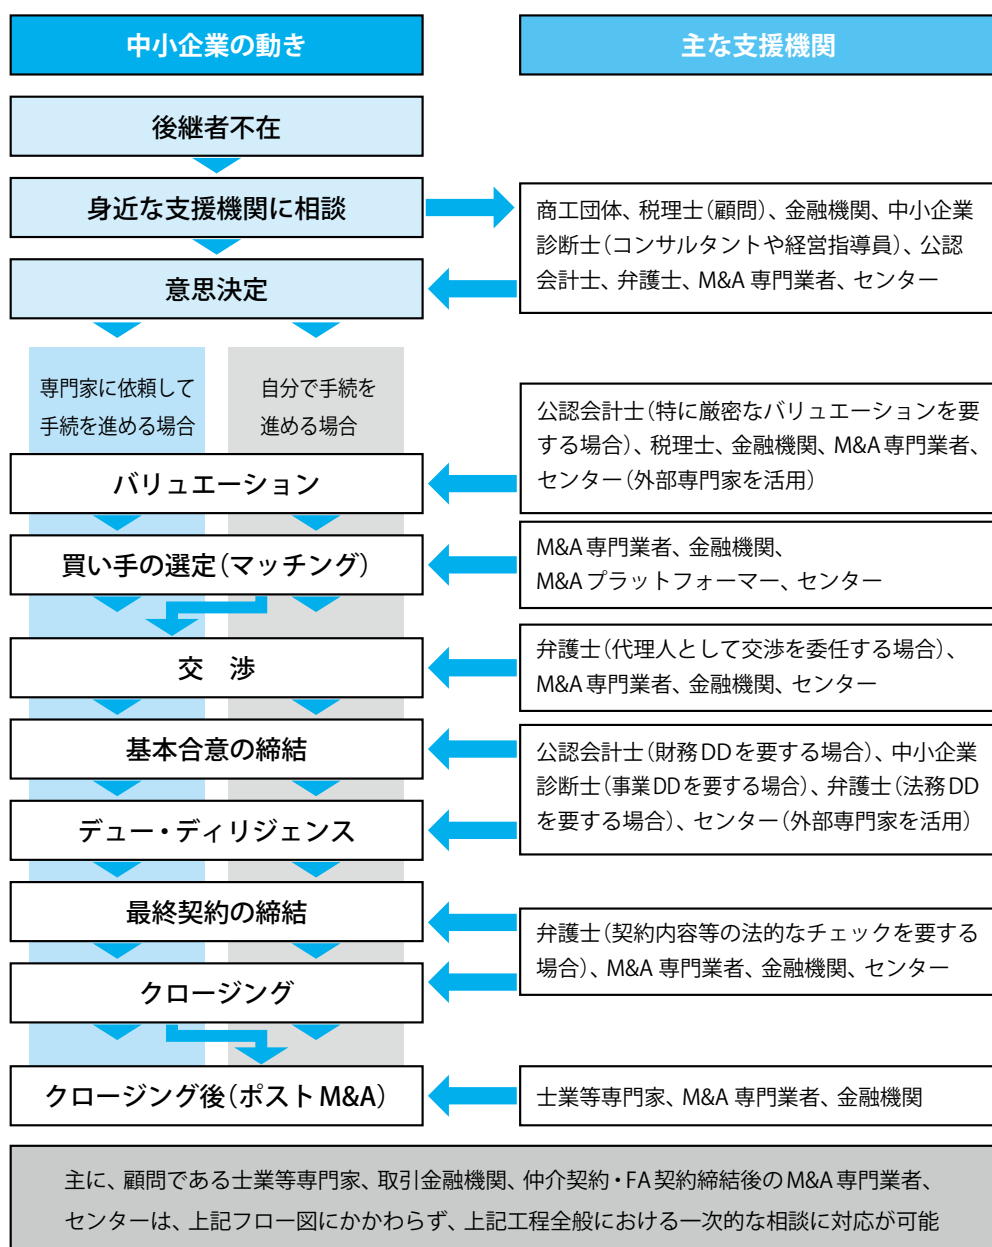 中小企業の動き
主な支援機関
後継者不在
身近な支援機関に相談
商工団体、税理士(顧問)、金融機関、中小企業
診断士(コンサルタントや経営指導員)、公認
会計士、弁護士、M&A 専門業者、センター
意思決定
専門家に依頼して
手続を進める場合
自分で手続を
進める場合
公認会計士(特に厳密なバリュエーションを要
する場合)、税理士、金融機関、M&A専門業者、
センター(外部専門家を活用)
バリュエーション
買い手の選定(マッチング)
M&A専門業者、金融機関、
M&Aプラットフォーマー、センター
交 渉
弁護士(代理人として交渉を委任する場合)、
M&A専門業者、金融機関、センター
基本合意の締結
公認会計士(財務DDを要する場合)、中小企業
診断士(事業DDを要する場合)、弁護士(法務DD
を要する場合)、センター(外部専門家を活用)
デュー・ディリジェンス
最終契約の締結
弁護士(契約内容等の法的なチェックを要する
場合)、M&A 専門業者、金融機関、センター
クロージング
クロージング後(ポストM&A)
士業等専門家、M&A 専門業者、金融機関
主に、顧問である士業等専門家、取引金融機関、仲介契約・FA契約締結後のM&A専門業者、
センターは、上記フロー図にかかわらず、上記工程全般における一次的な相談に対応が可能